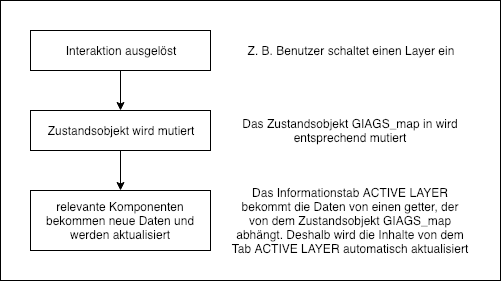 Interaktion ausgelöst
Z. B. Benutzer schaltet einen Layer ein
Zustandsobjekt wird mutiert
Das Zustandsobjekt GIAGS_map in wird
entsprechend mutiert
relevante Komponenten
bekommen neue Daten und
werden aktualisiert
Das Informationstab ACTIVE LAYER
bekommt die Daten von einen getter, der
von dem Zustandsobjekt GIAGS_map
abhängt. Deshalb wird die Inhalte von dem
Tab ACTIVE LAYER automatisch aktualisiert